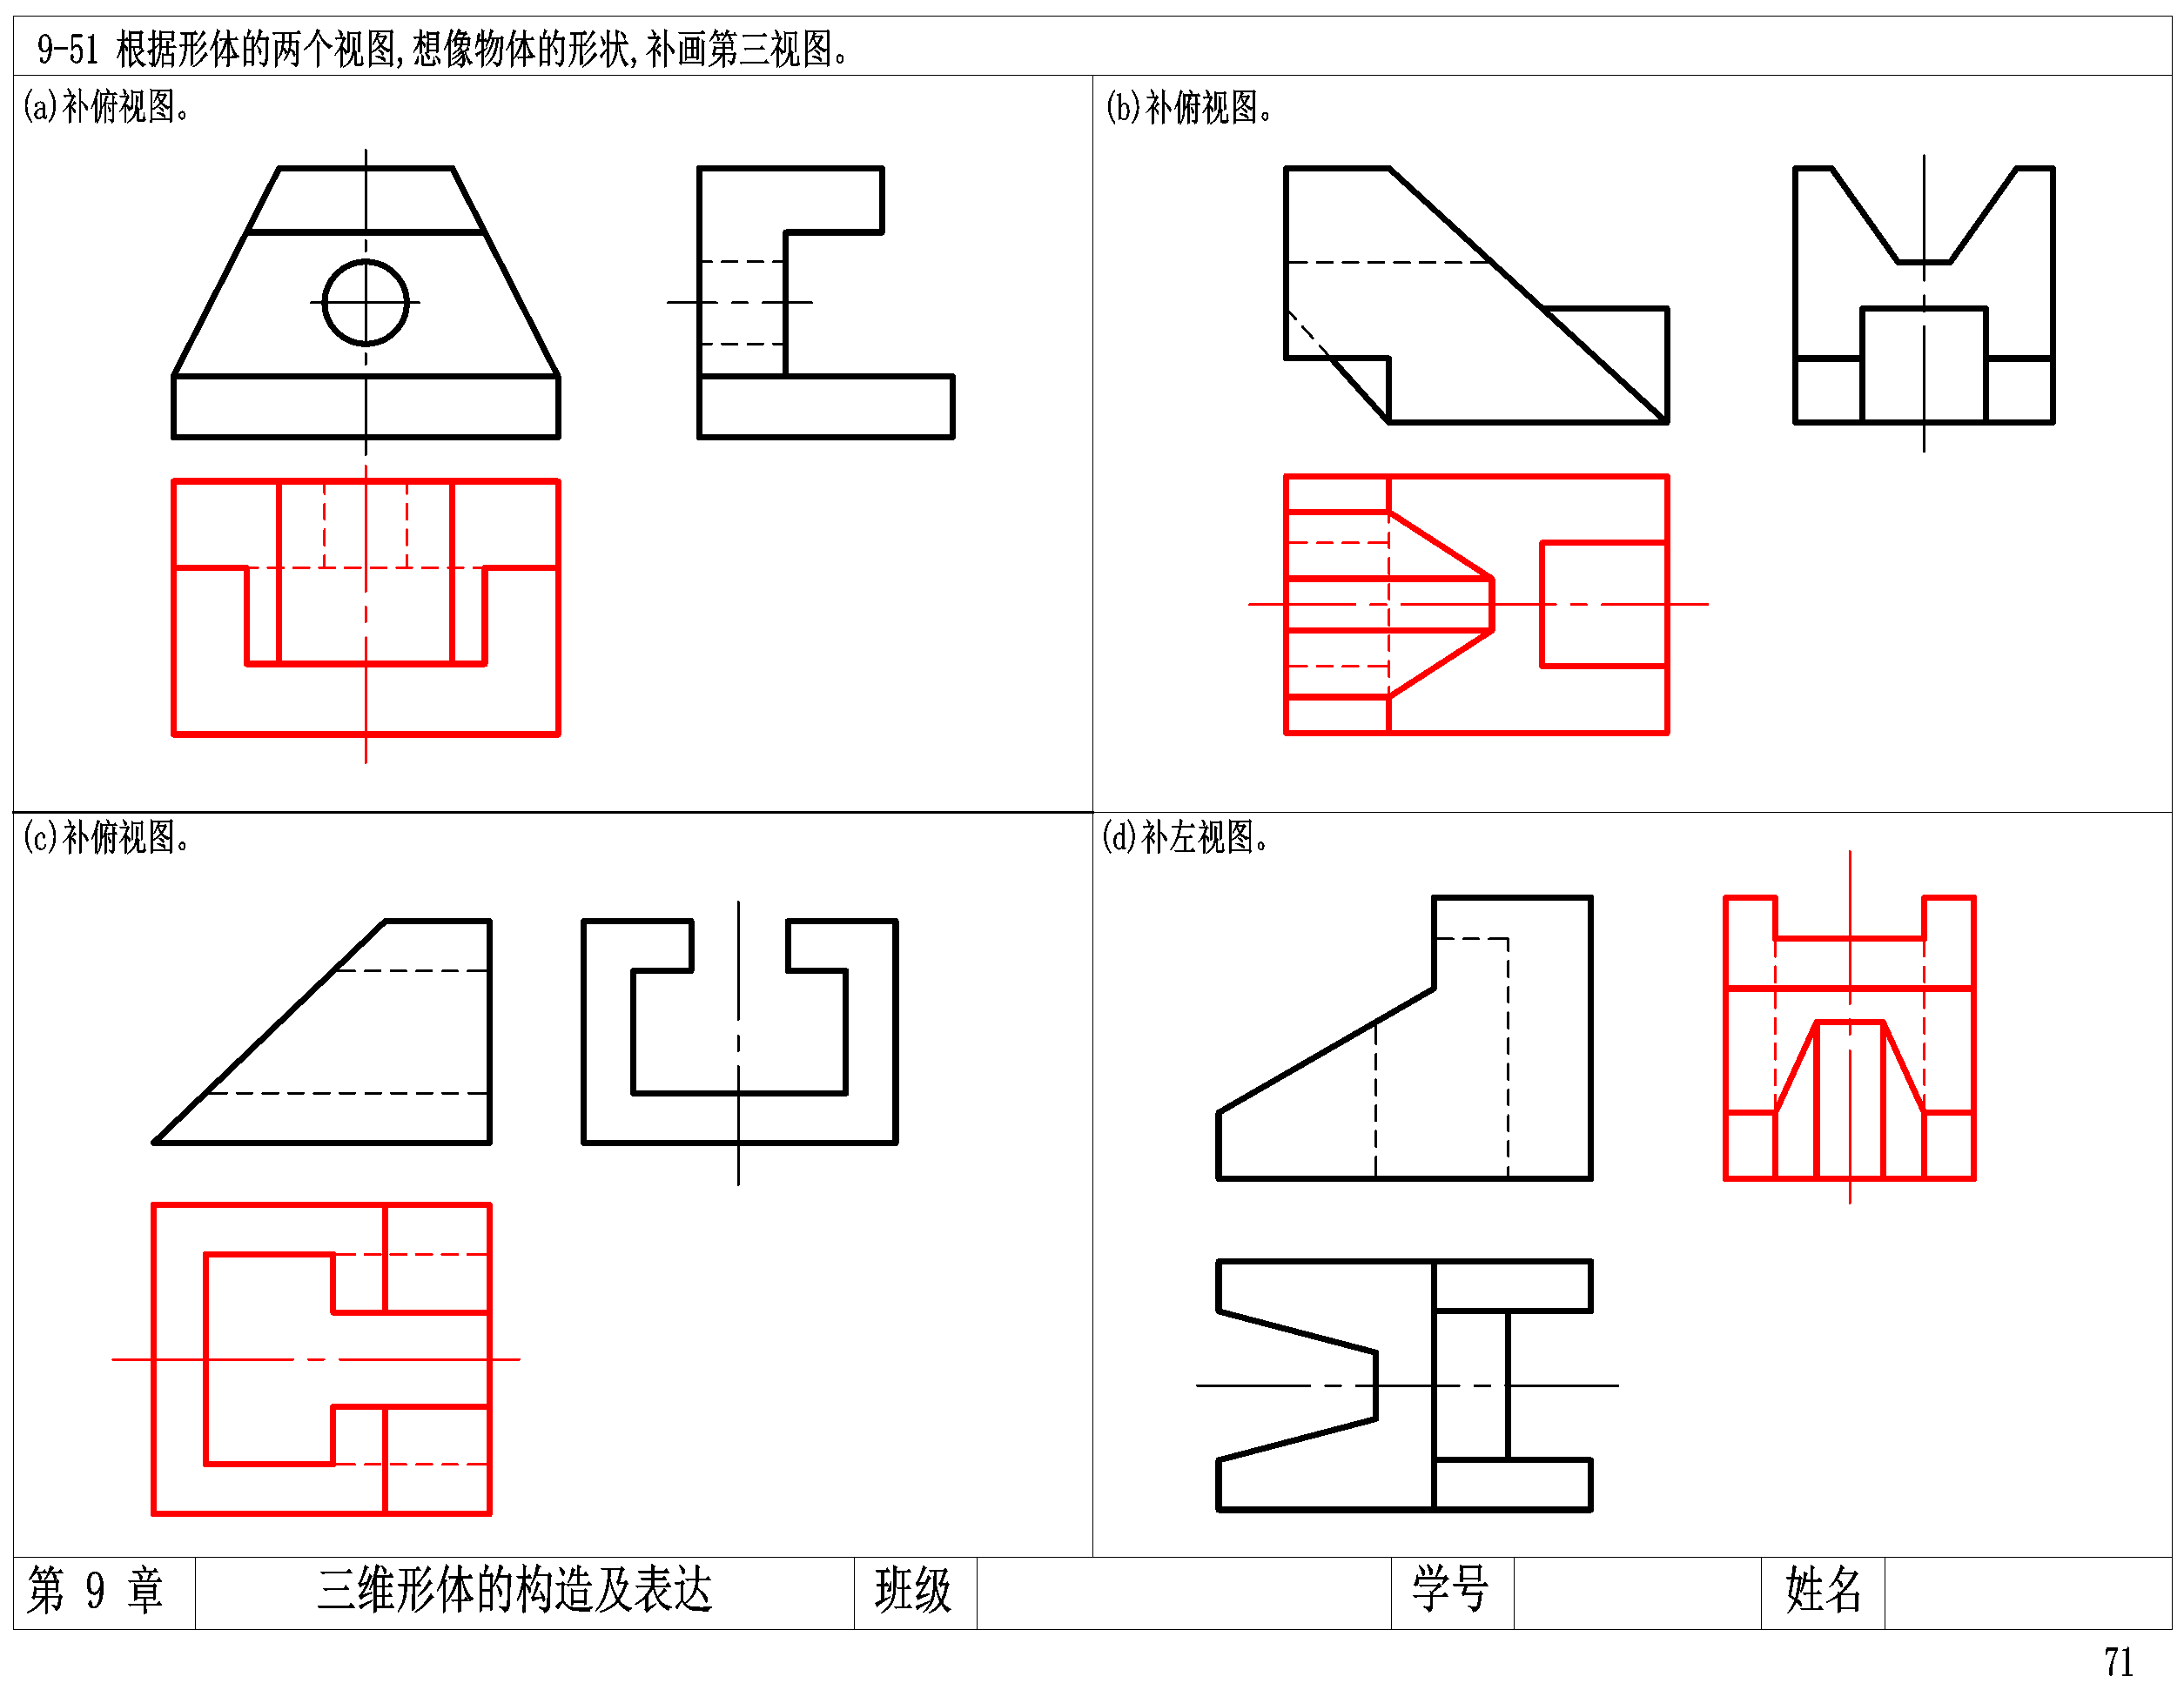 9-51 根据形体的两个视图,想像物体的形状,补画第三视图。
(a)补俯视图。
(b)补俯视图。
(c)补俯视图。
(d)补左视图。
第 9 章 三维形体的构造及表达 班级 学号 姓名
71